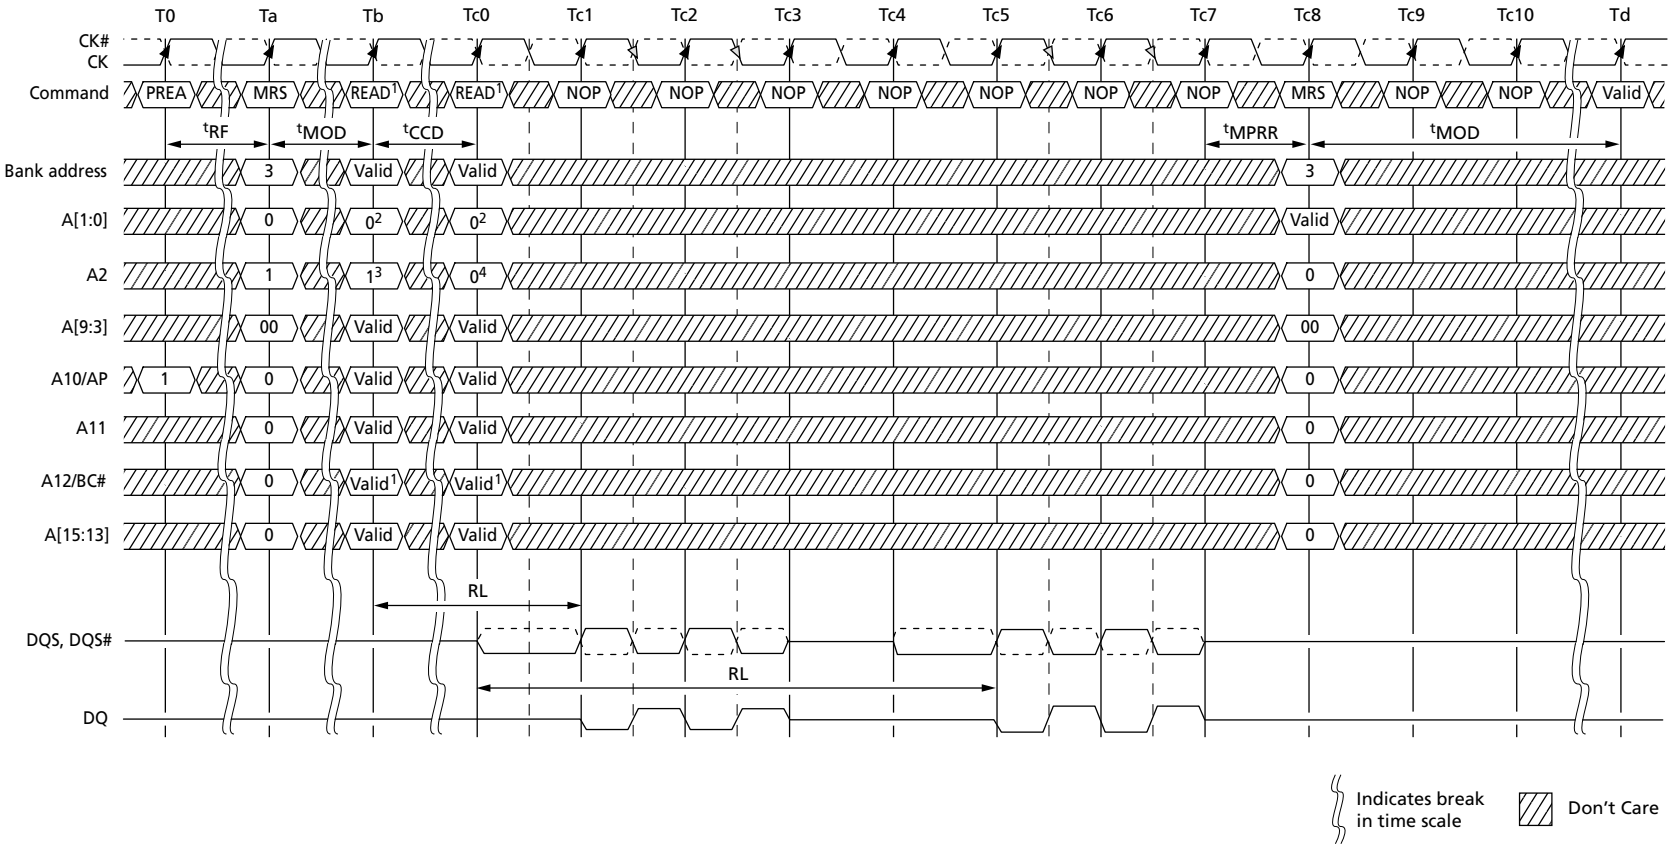 T0 Ta Tb Tc0 Tc1 Tc2 Tc3 Tc4 Tc5 Tc6 Tc7 Tc8 Tc9 Tc10 Td
CK#
CK
Command PREA MRS READ1 READ1 NOP NOP NOP NOP NOP NOP NOP MRS NOP NOP Valid
tRF tMOD tCCD tMPRR tMOD
Bank address 3 Valid Valid 3
A[1:0] 0 02 02 Valid
A2 1 13 04 0
A[9:3] 00 Valid Valid 00
A10/AP 1 0 Valid Valid 0
A11 0 Valid Valid 0
A12/BC# 0 Valid1 Valid1 0
A[15:13] 0 Valid Valid 0
RL
DQS, DQS#
RL
DQ
Indicates break
in time scale
Don't Care